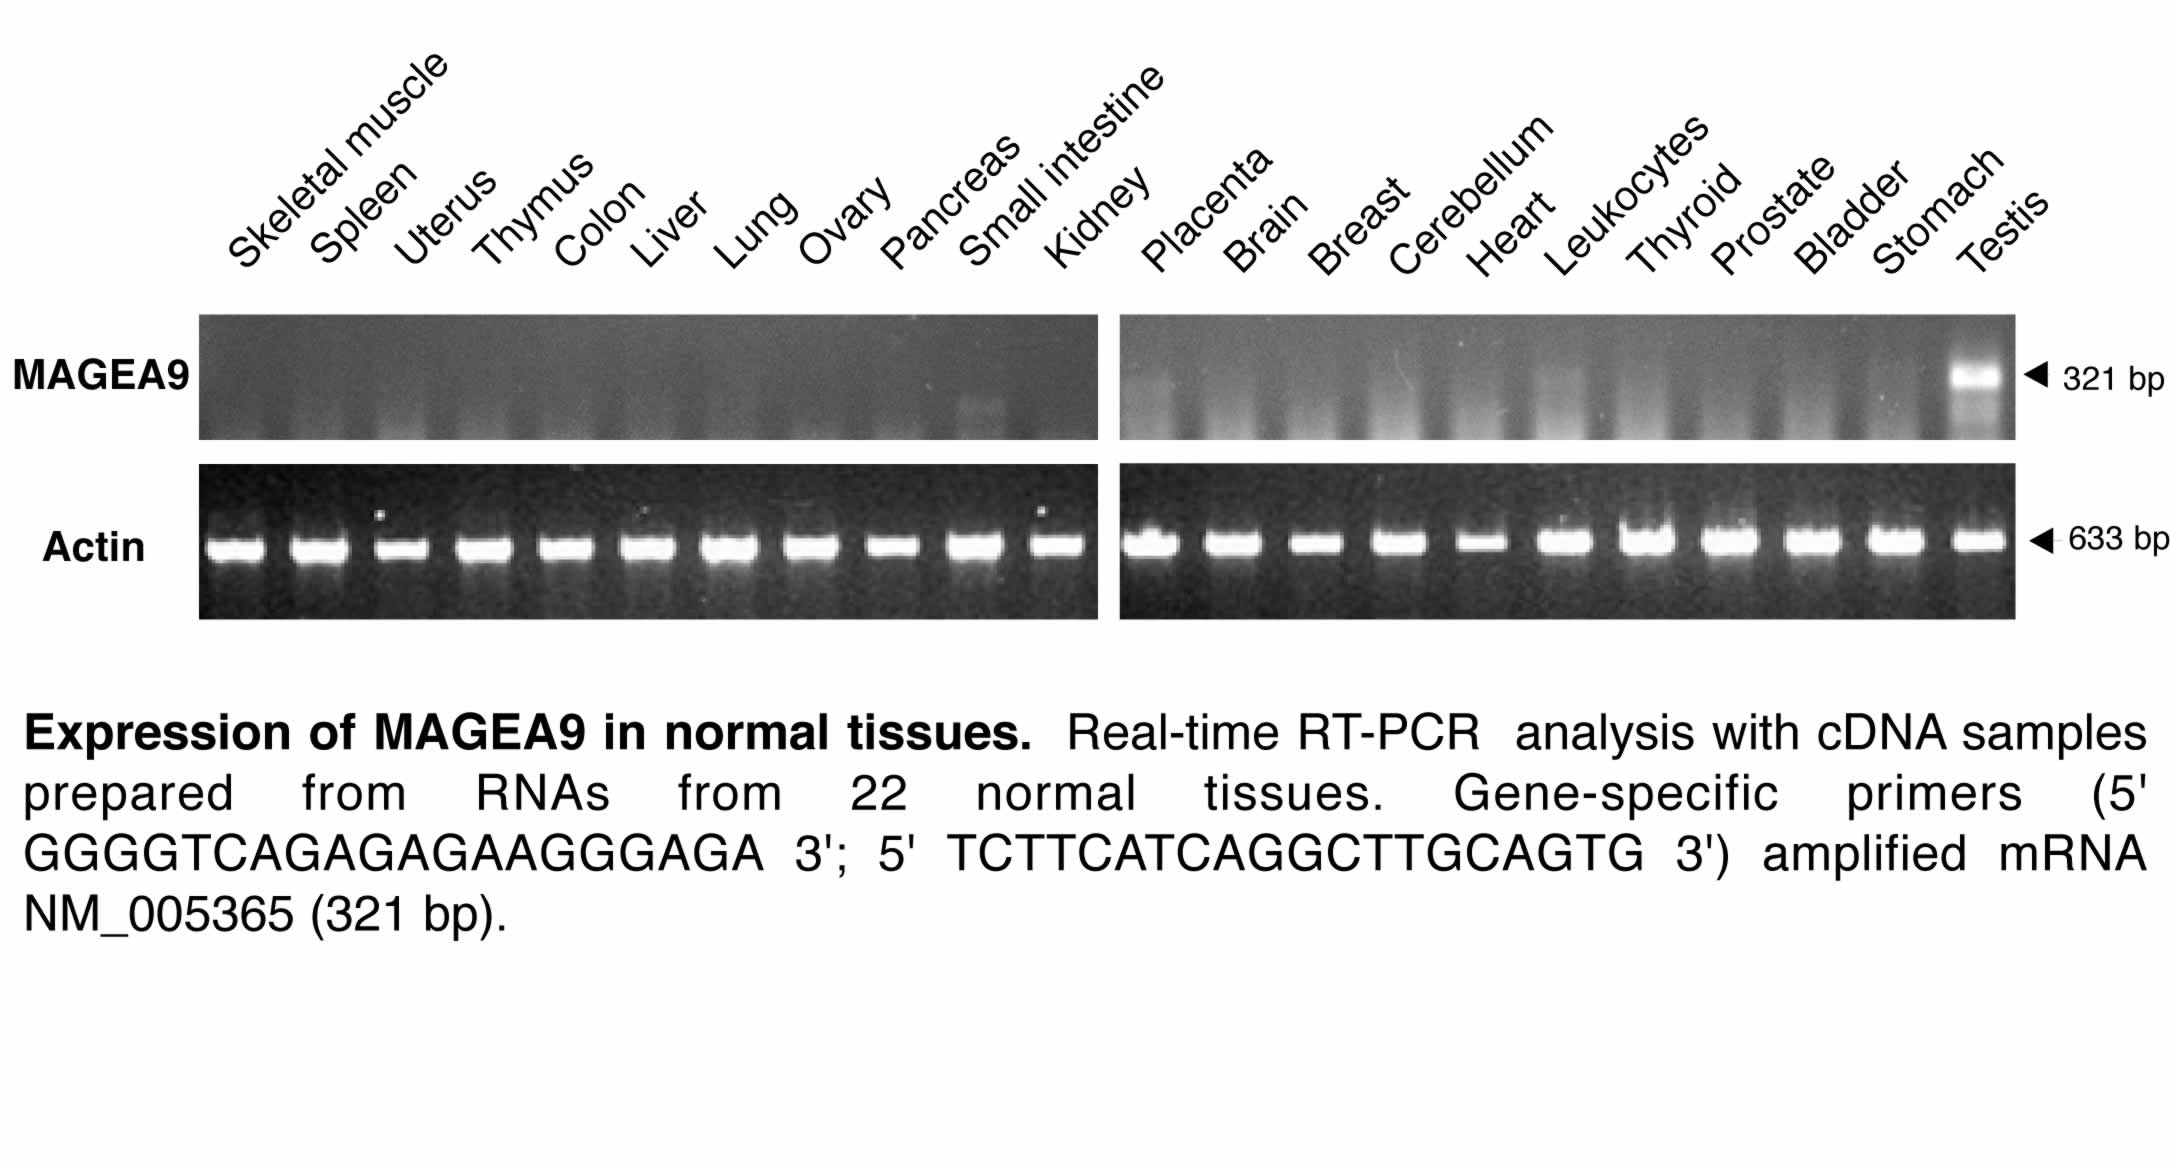 Skeletal muscle
Spleen
Uterus
Thymus
Colon
Liver
Lung
Ovary
Pancreas
Small intestine
Kidney
Placenta
Brain
Breast
Cerebellum
Heart
Leukocytes
Thyroid
Prostate
Bladder
Stomach
Testis
MAGEA9
321 bp
Actin
633 bp
Expression of MAGEA9 in normal tissues. Real-time RT-PCR analysis with cDNA samples
prepared from RNAs from 22 normal tissues. Gene-specific primers (5'
GGGGTCAGAGAGAAGGGAGA 3'; 5' TCTTCATCAGGCTTGCAGTG 3') amplified mRNA
NM_005365 (321 bp).